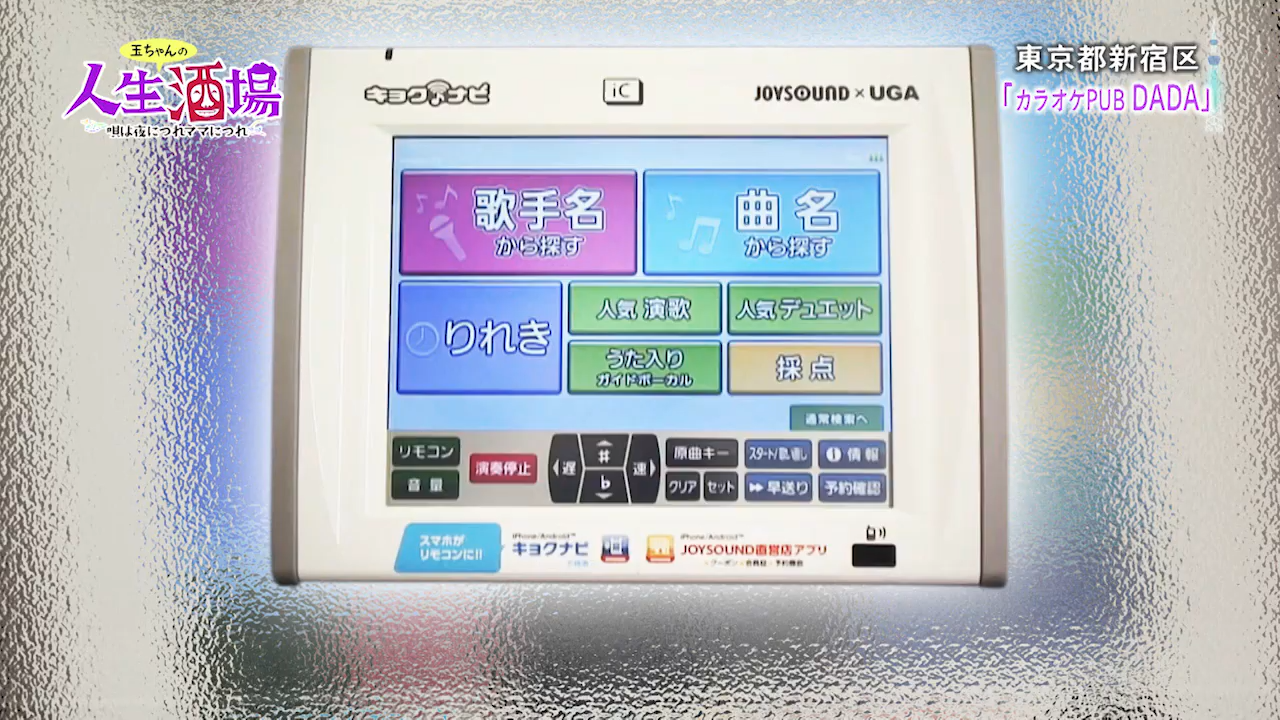 玉ちゃんの
人生酒場
唄は夜につれママにつれ
東京都新宿区
「カラオケPUB DADA」
キョクナビ
iC
JOYSOUND × UGA
歌手名
から探す
曲名
から探す
りれき
人気 演歌
人気 デュエット
うた入り
ガイドボーカル
採点
通常検索へ
リモコン
音量
演奏停止
遅
♯
♭
速
原曲キー
クリア
セット
スタート/歌い直し
早送り
情報
予約確認
スマホが
リモコンに!!
iPhone/Android™
キョクナビ
iPhone/Android™
JOYSOUND直営店アプリ